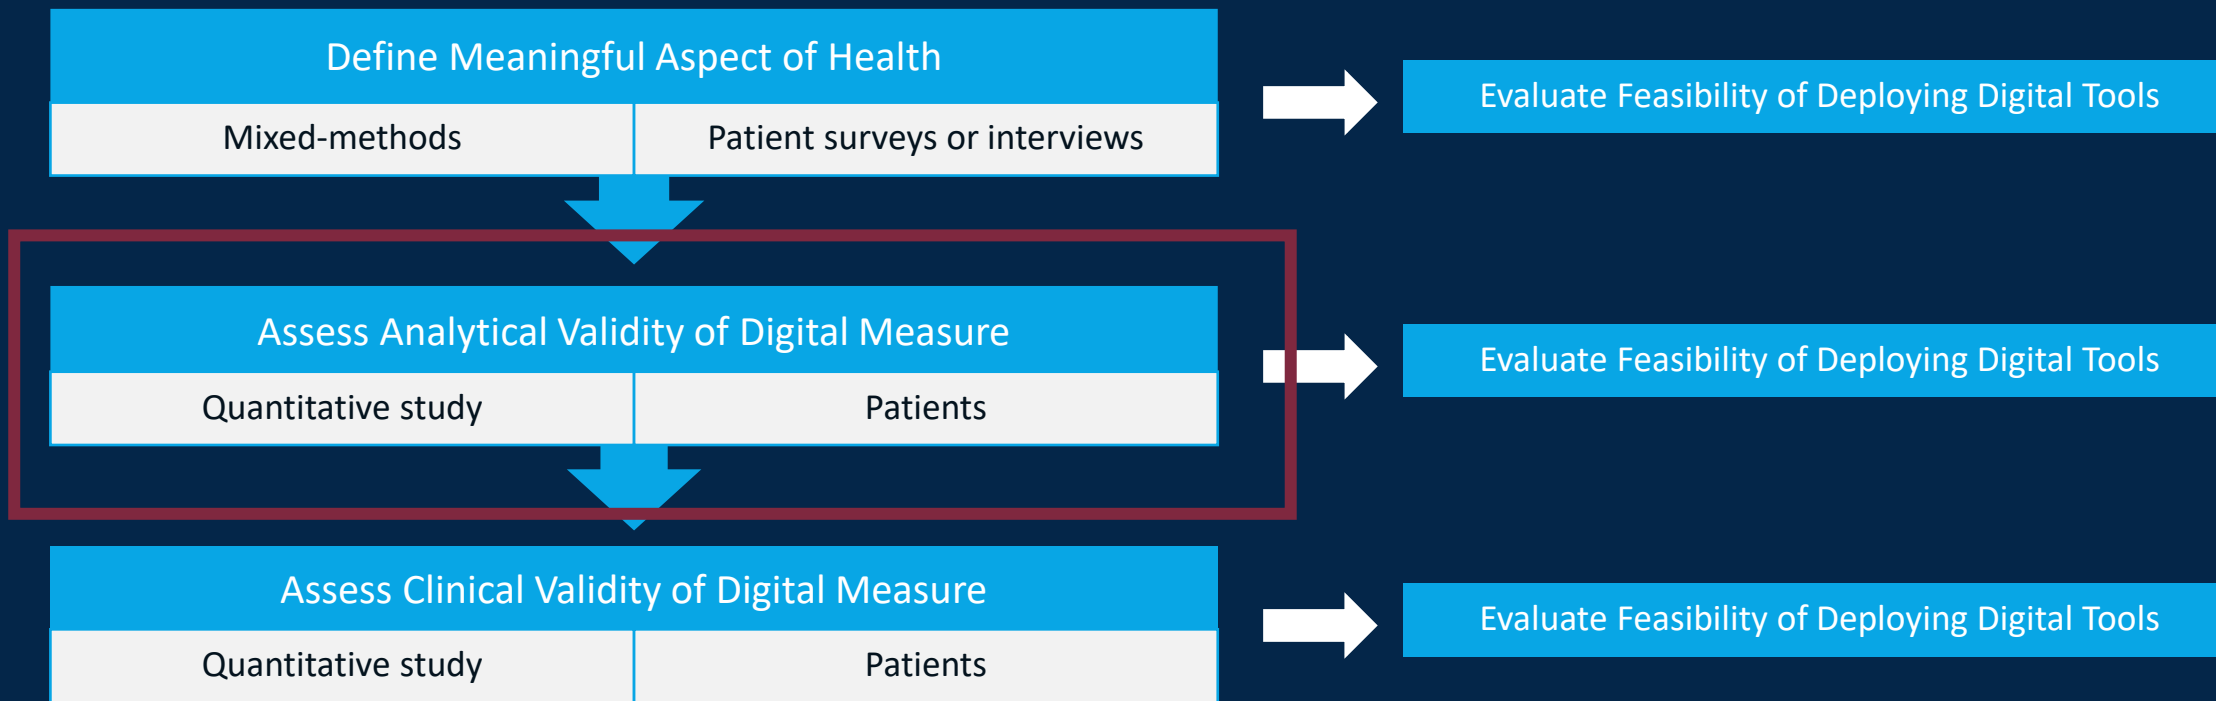 Define Meaningful Aspect of Health
Mixed-methods
Patient surveys or interviews
Evaluate Feasibility of Deploying Digital Tools
Assess Analytical Validity of Digital Measure
Quantitative study
Patients
Evaluate Feasibility of Deploying Digital Tools
Assess Clinical Validity of Digital Measure
Quantitative study
Patients
Evaluate Feasibility of Deploying Digital Tools